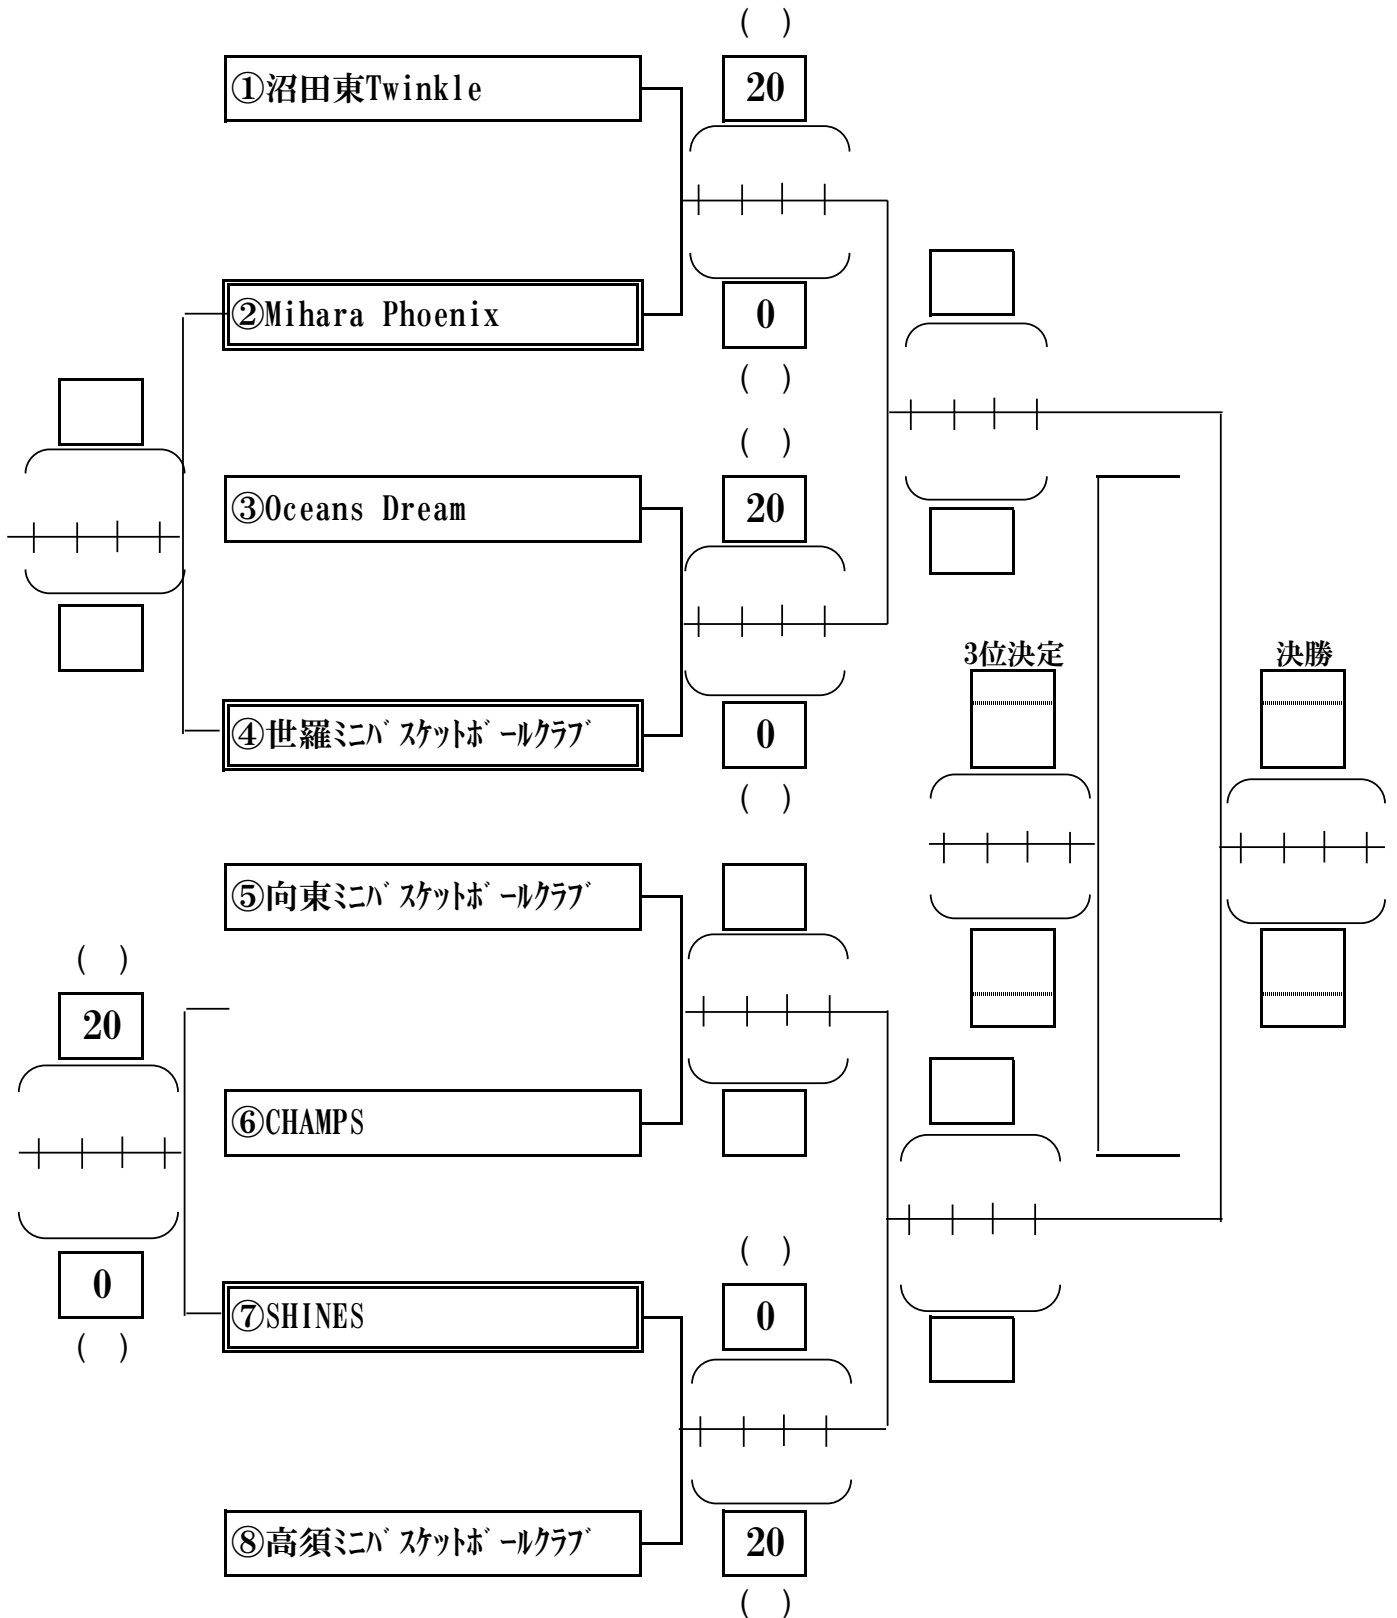 ( )
①沼田東Twinkle
20
②Mihara Phoenix
0
( )
( )
③Oceans Dream
20
④世羅ﾐﾆﾊﾞｽｹｯﾄﾎﾞｰﾙｸﾗﾌﾞ
0
( )
3位決定
決勝
⑤向東ﾐﾆﾊﾞｽｹｯﾄﾎﾞｰﾙｸﾗﾌﾞ
( )
20
⑥CHAMPS
0
( )
( )
⑦SHINES
0
⑧高須ﾐﾆﾊﾞｽｹｯﾄﾎﾞｰﾙｸﾗﾌﾞ
20
( )